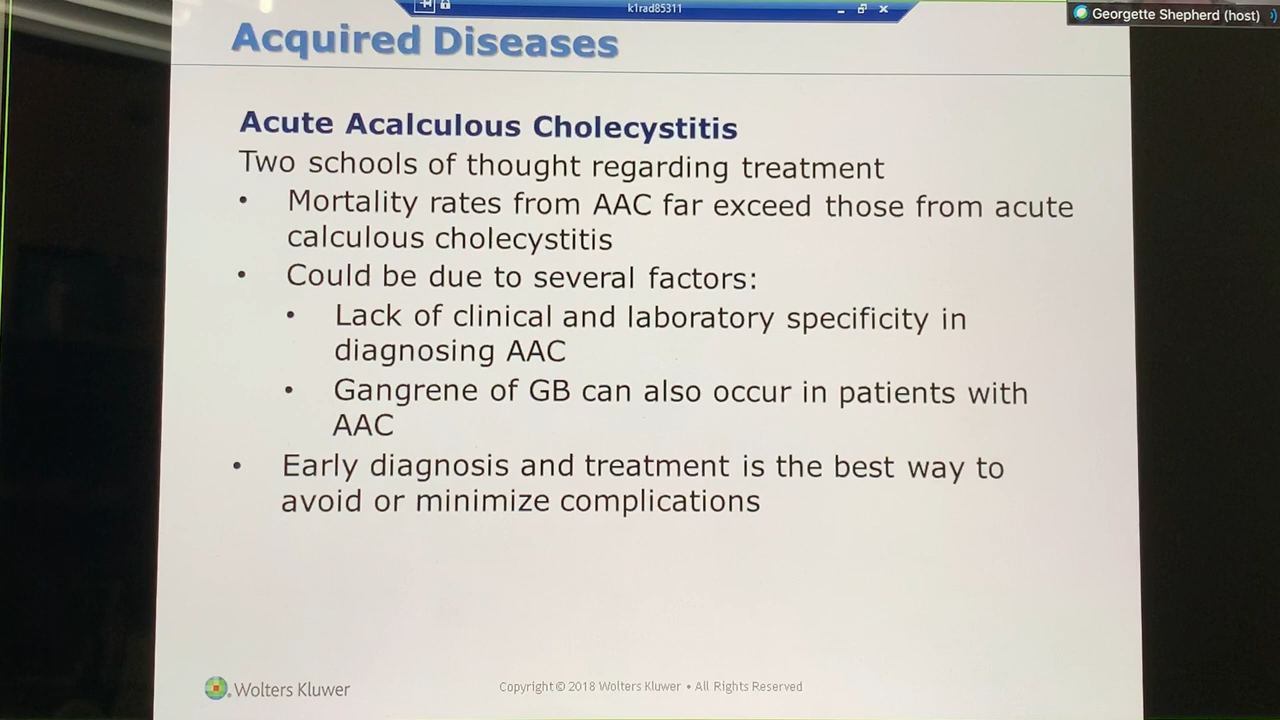 k1rad85311
Georgette Shepherd (host)
Acquired Diseases
Acute Acalculous Cholecystitis
Two schools of thought regarding treatment
• Mortality rates from AAC far exceed those from acute
calculous cholecystitis
• Could be due to several factors:
• Lack of clinical and laboratory specificity in
diagnosing AAC
• Gangrene of GB can also occur in patients with
AAC
• Early diagnosis and treatment is the best way to
avoid or minimize complications
Wolters Kluwer
Copyright © 2018 Wolters Kluwer • All Rights Reserved